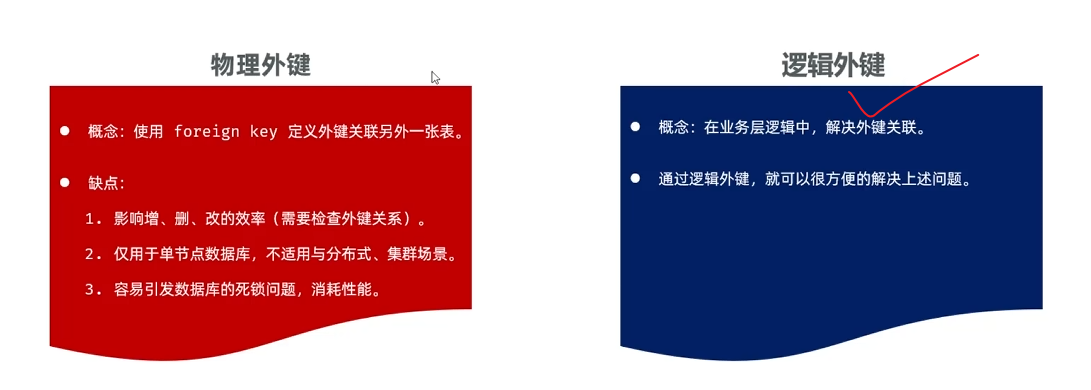 物理外键
概念：使用 foreign key 定义外键关联另外一张表。
缺点：
1. 影响增、删、改的效率（需要检查外键关系）。
2. 仅用于单节点数据库，不适用与分布式、集群场景。
3. 容易引发数据库的死锁问题，消耗性能。
逻辑外键
概念：在业务层逻辑中，解决外键关联。
通过逻辑外键，就可以很方便的解决上述问题。